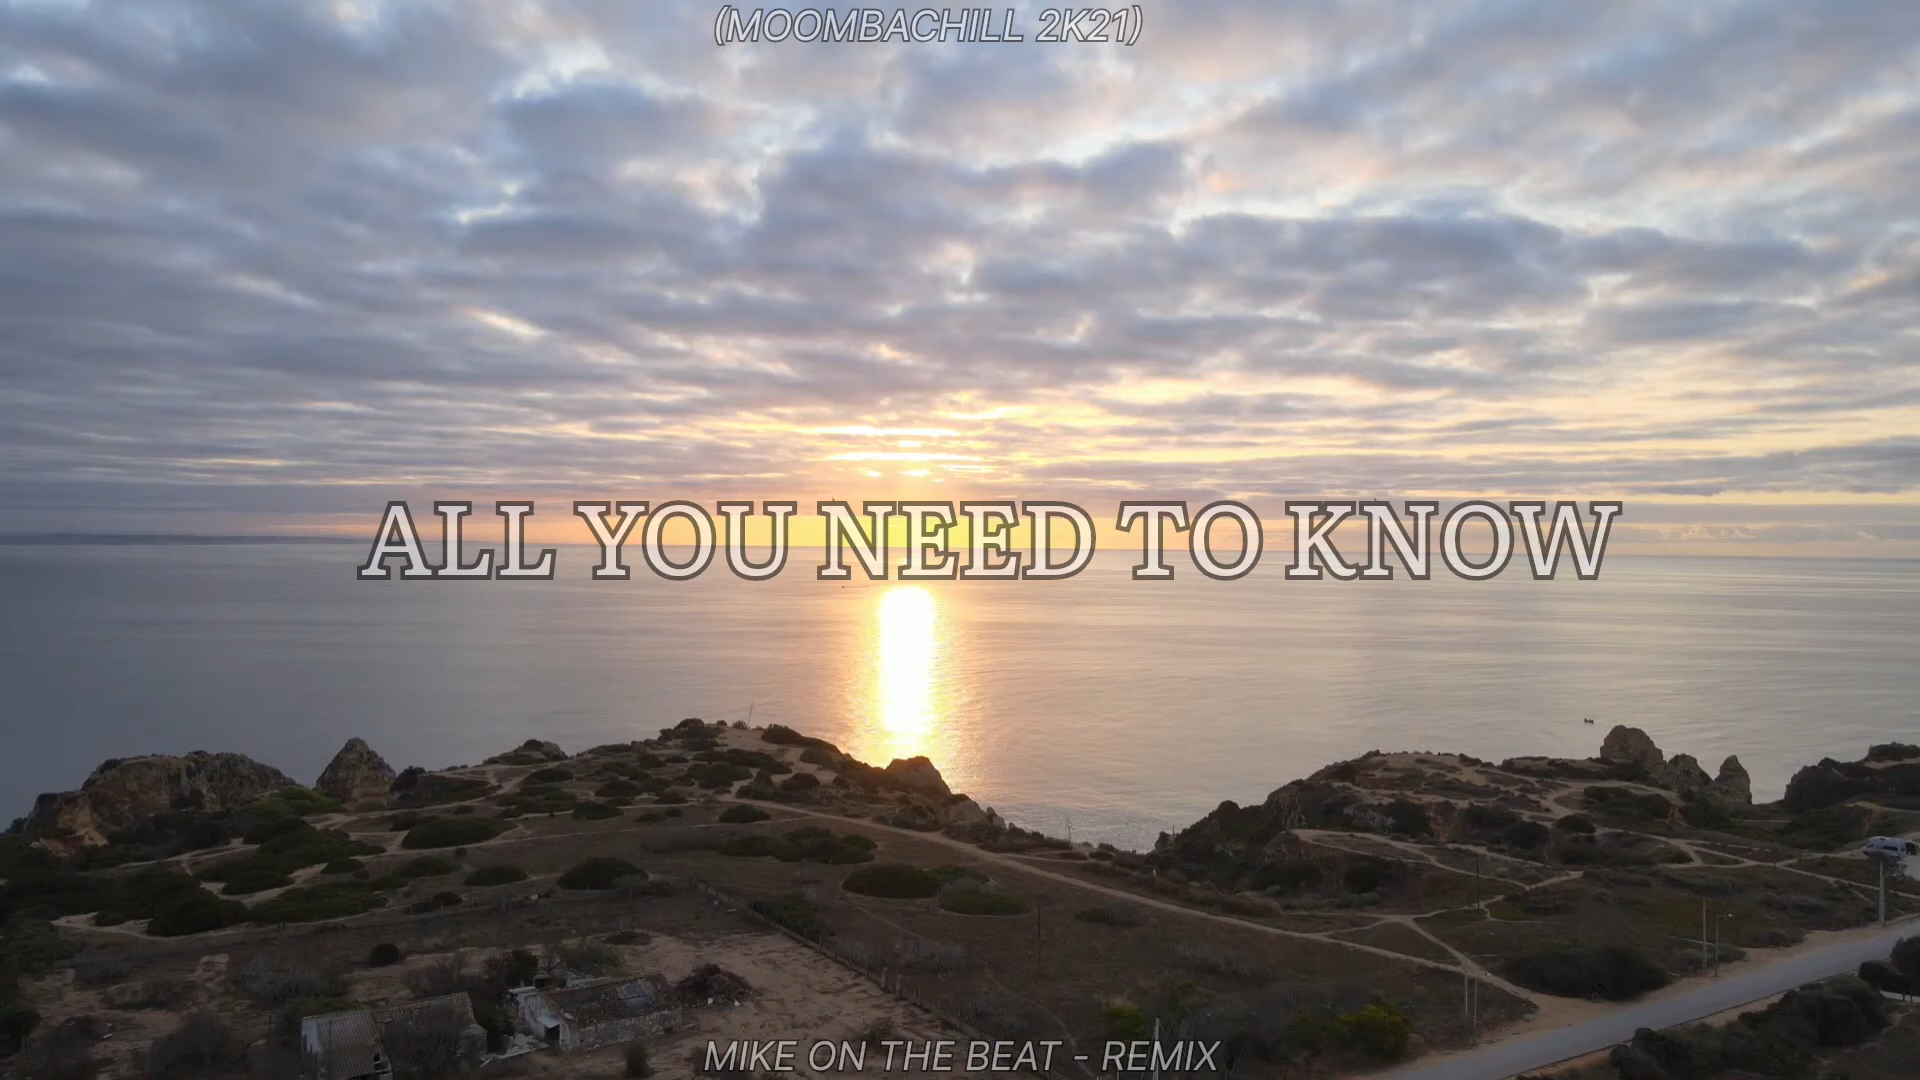 (MOOMBACHILL 2K21)
ALL YOU NEED TO KNOW
MIKE ON THE BEAT - REMIX